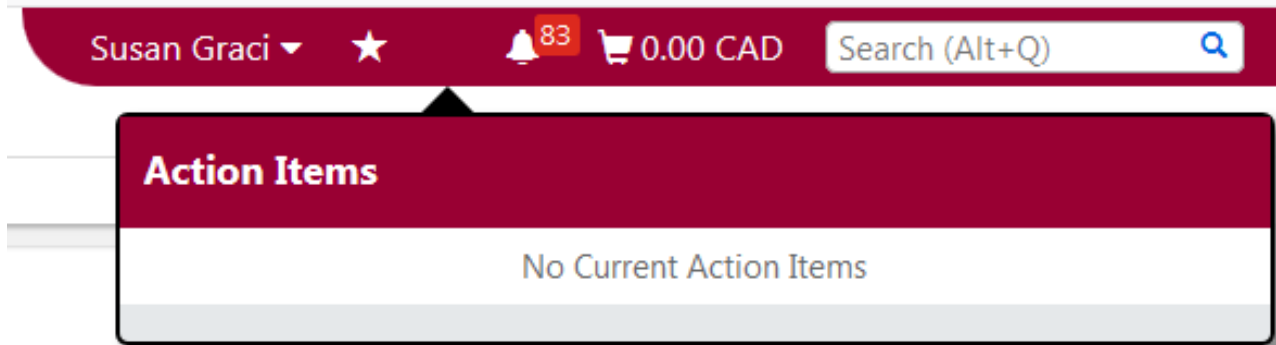 Susan Graci 83 0.00 CAD Search (Alt+Q)
Action Items
No Current Action Items